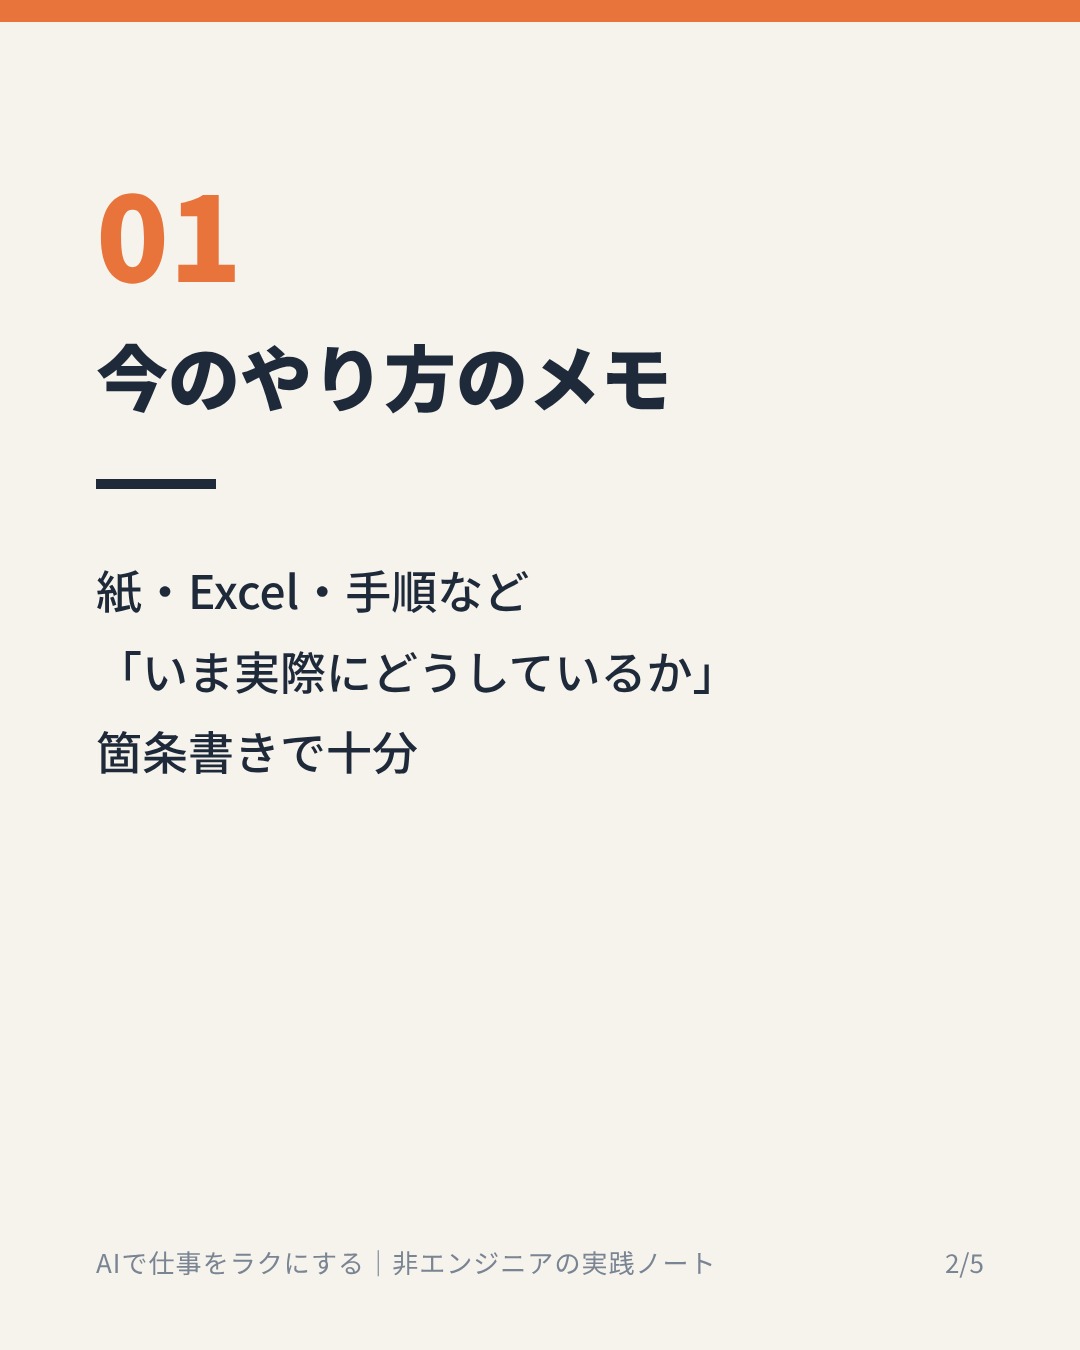 01
今のやり方のメモ
紙・Excel・手順など
「いま実際にどうしているか」
箇条書きで十分
AIで仕事をラクにする｜非エンジニアの実践ノート
2/5